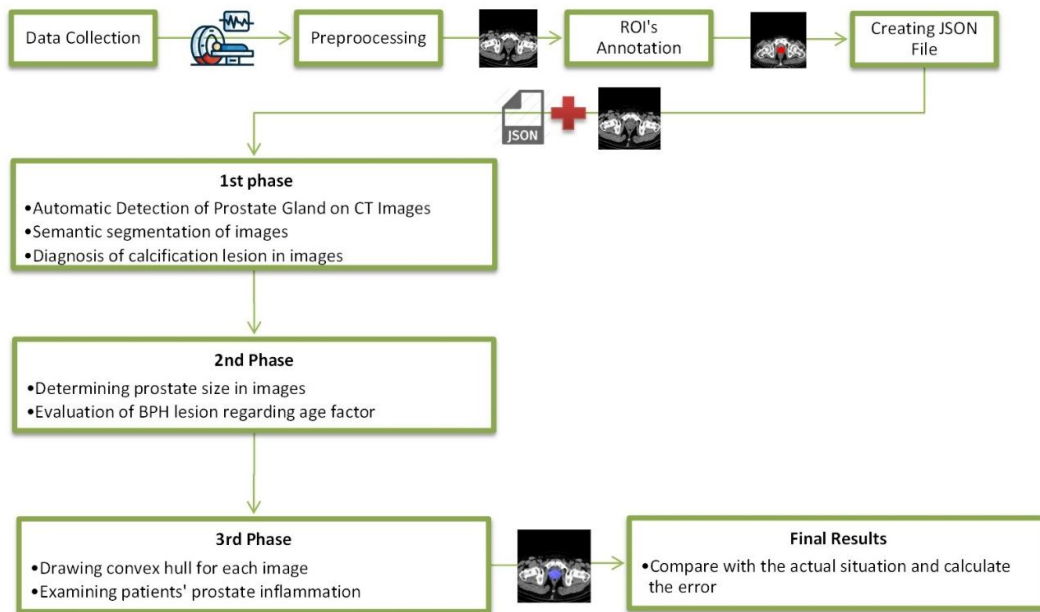 Data Collection
Preproocessing
ROI's
Annotation
Creating JSON
File
JSON
1st phase
•Automatic Detection of Prostate Gland on CT Images
•Semantic segmentation of images
•Diagnosis of calcification lesion in images
2nd Phase
•Determining prostate size in images
•Evaluation of BPH lesion regarding age factor
3rd Phase
•Drawing convex hull for each image
•Examining patients' prostate inflammation
Final Results
•Compare with the actual situation and calculate
the error